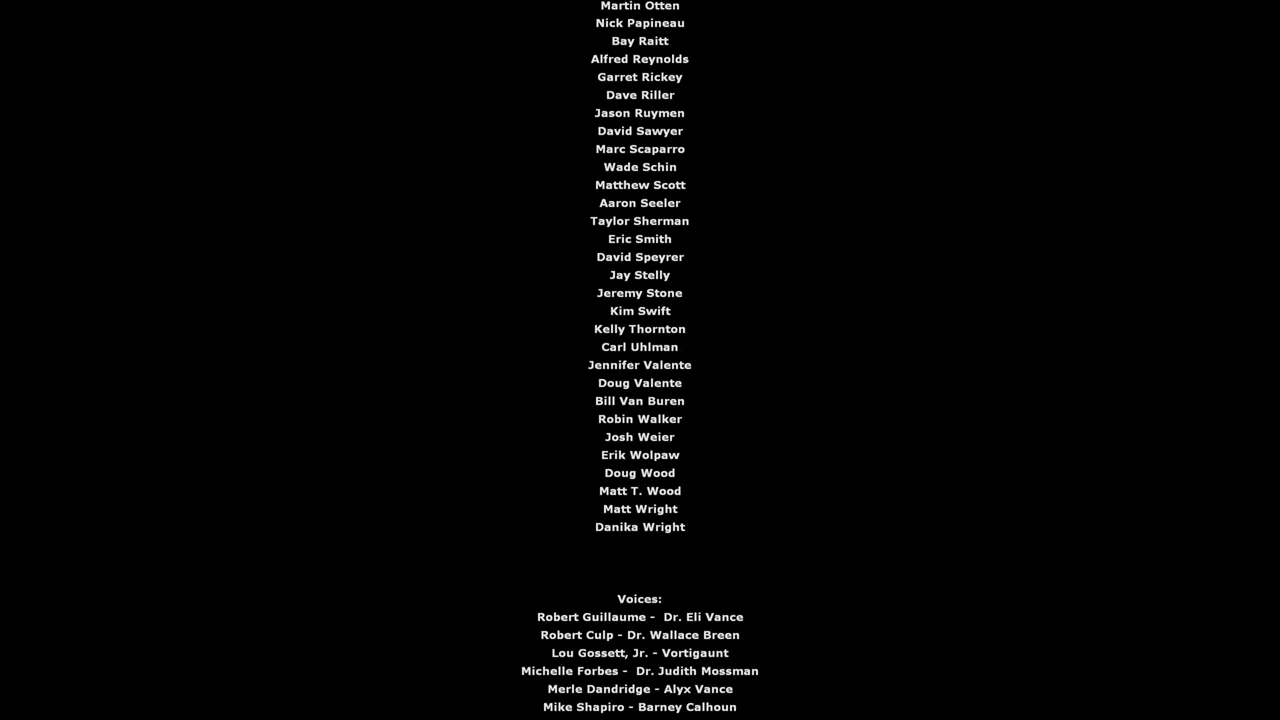 Martin Otten
Nick Papineau
Bay Raitt
Alfred Reynolds
Garret Rickey
Dave Riller
Jason Ruymen
David Sawyer
Marc Scaparro
Wade Schin
Matthew Scott
Aaron Seeler
Taylor Sherman
Eric Smith
David Speyrer
Jay Stelly
Jeremy Stone
Kim Swift
Kelly Thornton
Carl Uhlman
Jennifer Valente
Doug Valente
Bill Van Buren
Robin Walker
Josh Weier
Erik Wolpaw
Doug Wood
Matt T. Wood
Matt Wright
Danika Wright
Voices:
Robert Guillaume -  Dr. Eli Vance
Robert Culp - Dr. Wallace Breen
Lou Gossett, Jr. - Vortigaunt
Michelle Forbes -  Dr. Judith Mossman
Merle Dandridge - Alyx Vance
Mike Shapiro - Barney Calhoun